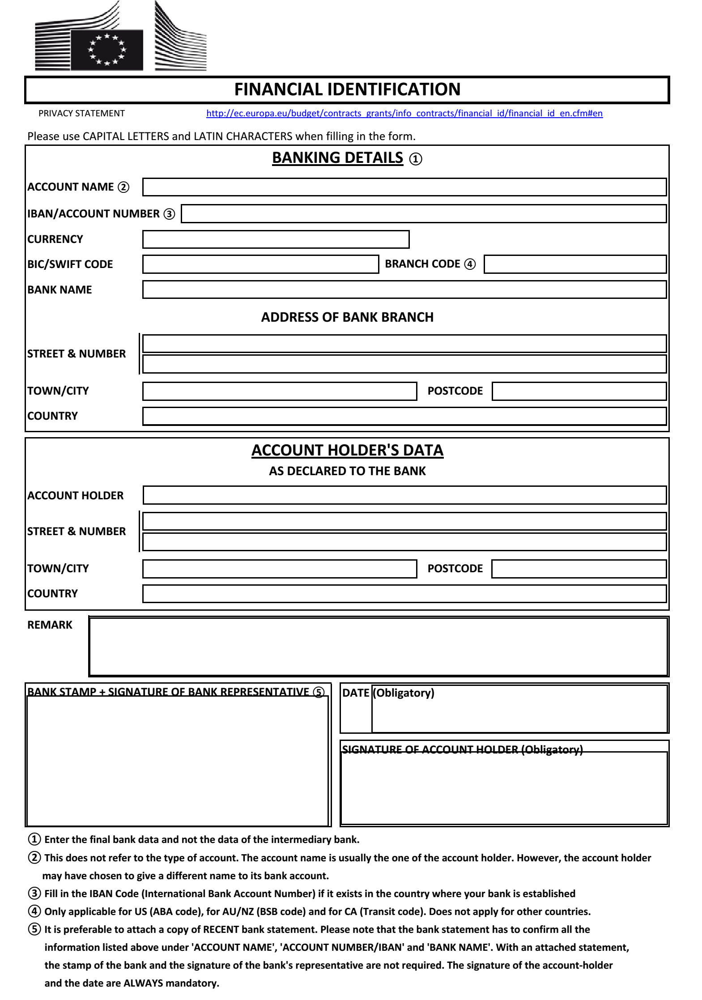 FINANCIAL IDENTIFICATION
PRIVACY STATEMENT http://ec.europa.eu/budget/contracts_grants/info_contracts/financial_id/financial_id_en.cfm#en
Please use CAPITAL LETTERS and LATIN CHARACTERS when filling in the form.
BANKING DETAILS ①
ACCOUNT NAME ②
IBAN/ACCOUNT NUMBER ③
CURRENCY
BIC/SWIFT CODE BRANCH CODE ④
BANK NAME
ADDRESS OF BANK BRANCH
STREET & NUMBER
TOWN/CITY POSTCODE
COUNTRY
ACCOUNT HOLDER'S DATA
AS DECLARED TO THE BANK
ACCOUNT HOLDER
STREET & NUMBER
TOWN/CITY POSTCODE
COUNTRY
REMARK
BANK STAMP + SIGNATURE OF BANK REPRESENTATIVE ⑤
DATE (Obligatory)
SIGNATURE OF ACCOUNT HOLDER (Obligatory)
① Enter the final bank data and not the data of the intermediary bank.
② This does not refer to the type of account. The account name is usually the one of the account holder. However, the account holder
may have chosen to give a different name to its bank account.
③ Fill in the IBAN Code (International Bank Account Number) if it exists in the country where your bank is established
④ Only applicable for US (ABA code), for AU/NZ (BSB code) and for CA (Transit code). Does not apply for other countries.
⑤ It is preferable to attach a copy of RECENT bank statement. Please note that the bank statement has to confirm all the
information listed above under 'ACCOUNT NAME', 'ACCOUNT NUMBER/IBAN' and 'BANK NAME'. With an attached statement,
the stamp of the bank and the signature of the bank's representative are not required. The signature of the account-holder
and the date are ALWAYS mandatory.